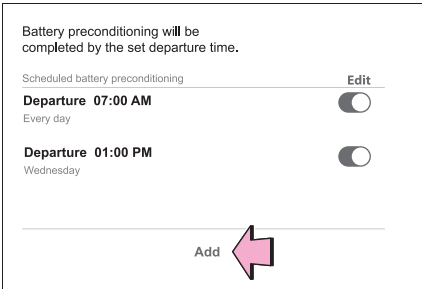 Battery preconditioning will be
completed by the set departure time.
Scheduled battery preconditioning Edit
Departure 07:00 AM
Every day
Departure 01:00 PM
Wednesday
Add